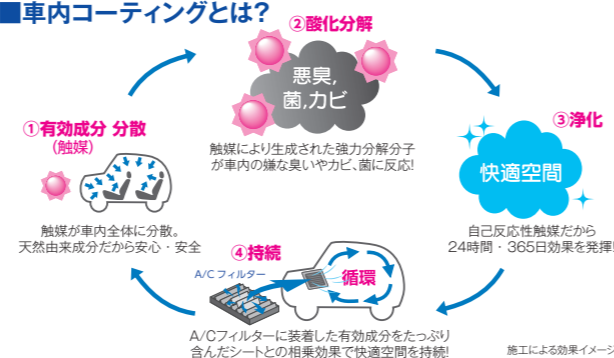 ■車内コーティングとは?
①有効成分 分散
(触媒)
触媒が車内全体に分散。
天然由来成分だから安心・安全
②酸化分解
悪臭,
菌,カビ
触媒により生成された強力分解分子
が車内の嫌な臭いやカビ、菌に反応!
③浄化
快適空間
自己反応性触媒だから
24時間・365日効果を発揮!
④持続
A/Cフィルター
循環
A/Cフィルターに装着した有効成分をたっぷり
含んだシートとの相乗効果で快適空間を持続!
施工による効果イメージ